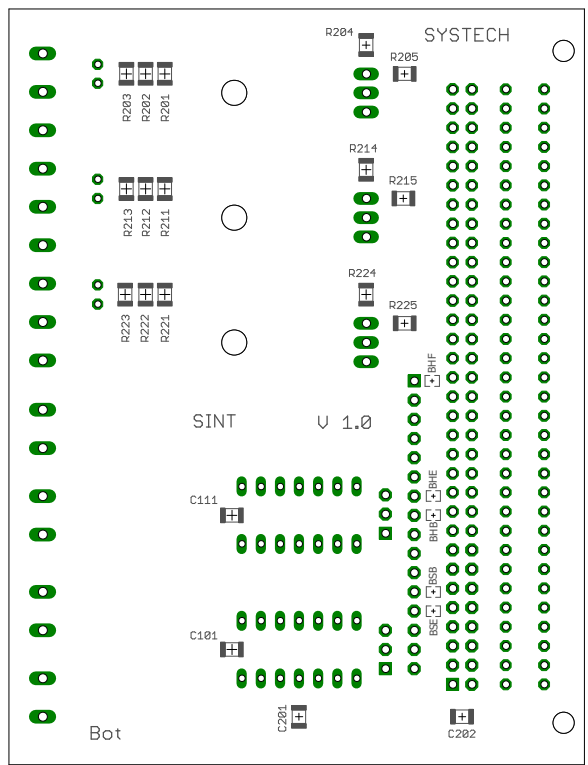 R204
SYSTECH
R205
R203
R202
R201
R214
R215
R213
R212
R211
R224
R225
R223
R222
R221
BHF
SINT
V 1.0
BHE
C111
BHB
BSB
C101
BSE
C201
C202
Bot